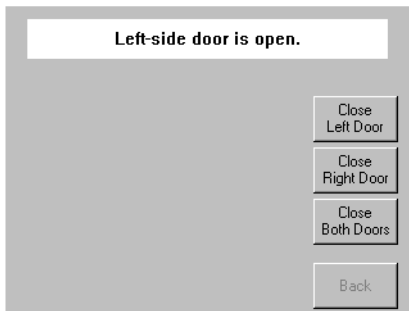 Left-side door is open.
Close
Left Door
Close
Right Door
Close
Both Doors
Back